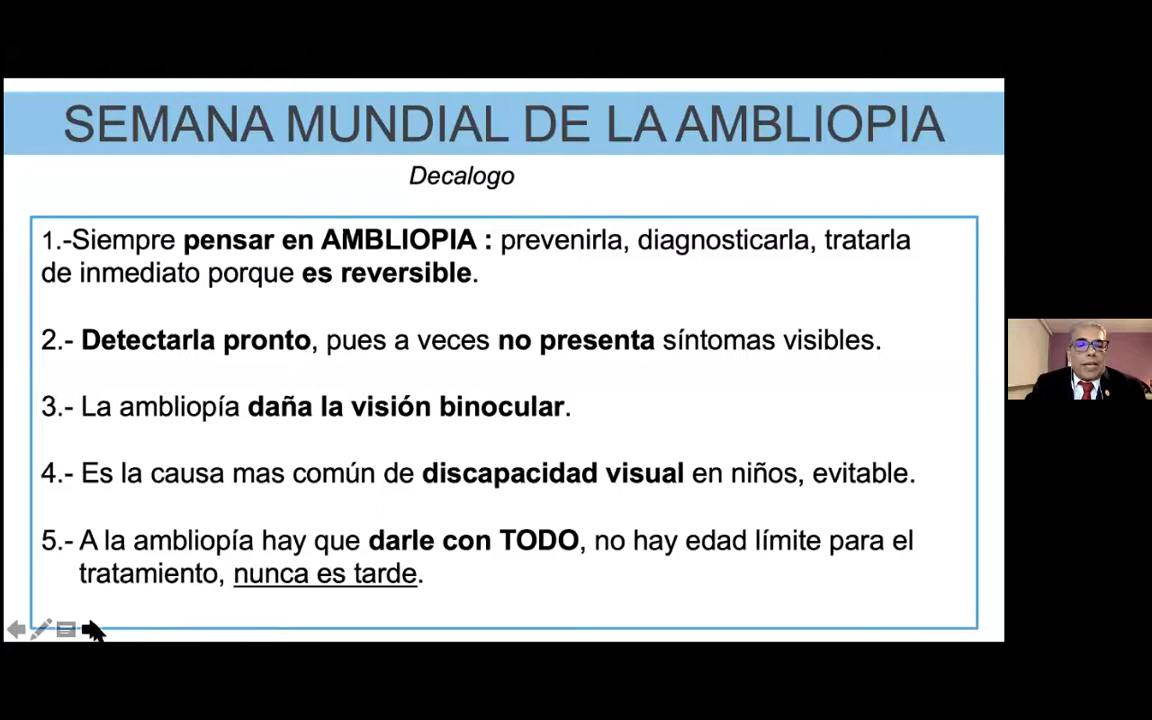 SEMANA MUNDIAL DE LA AMBLIOPIA
Decalogo
1.-Siempre pensar en AMBLIOPIA : prevenirla, diagnosticarla, tratarla
de inmediato porque es reversible.
2.- Detectarla pronto, pues a veces no presenta síntomas visibles.
3.- La ambliopía daña la visión binocular.
4.- Es la causa mas común de discapacidad visual en niños, evitable.
5.- A la ambliopía hay que darle con TODO, no hay edad límite para el
tratamiento, nunca es tarde.